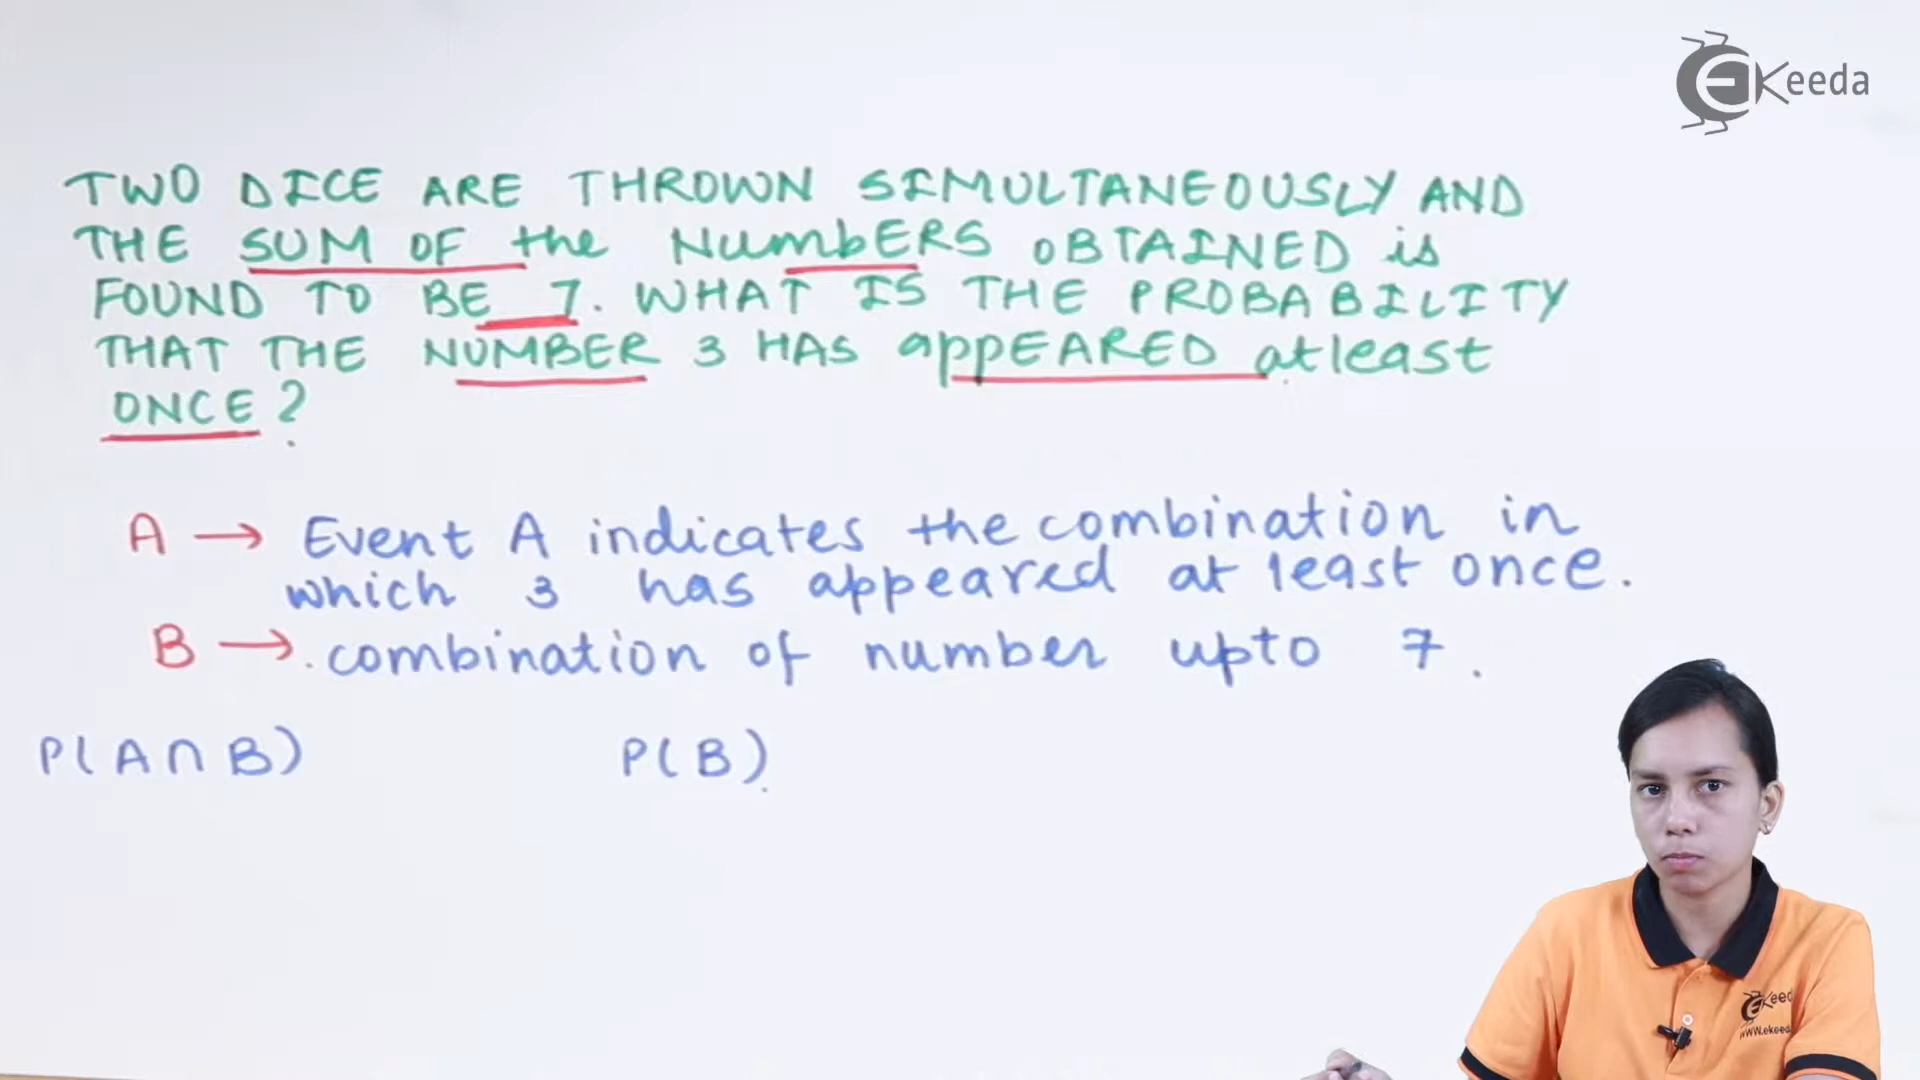 EKeeda
TWO DICE ARE THROWN SIMULTANEOUSLY AND
THE SUM OF the NumbERS OBTAINED is
FOUND TO BE 7. WHAT IS THE PROBABILITY
THAT THE NUMBER 3 HAS appEARED atleast
ONCE?
A → Event A indicates the combination in
which 3 has appeared at least once.
B → . combination of number upto 7.
P(A∩B) P(B)